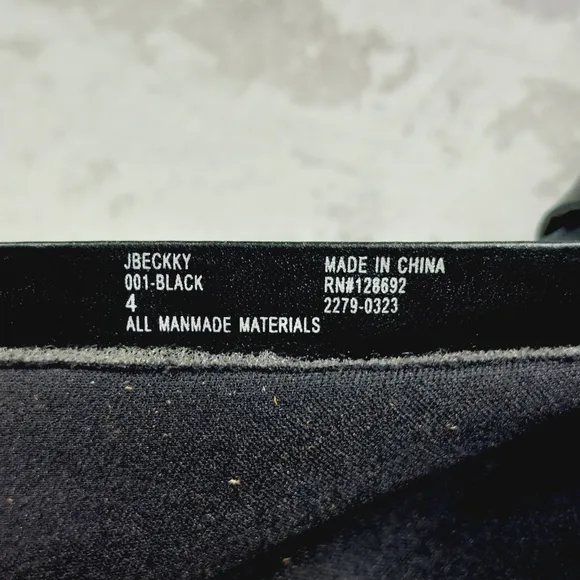 JBECKKY
001-BLACK
4
ALL MANMADE MATERIALS
MADE IN CHINA
RN#128692
2279-0323